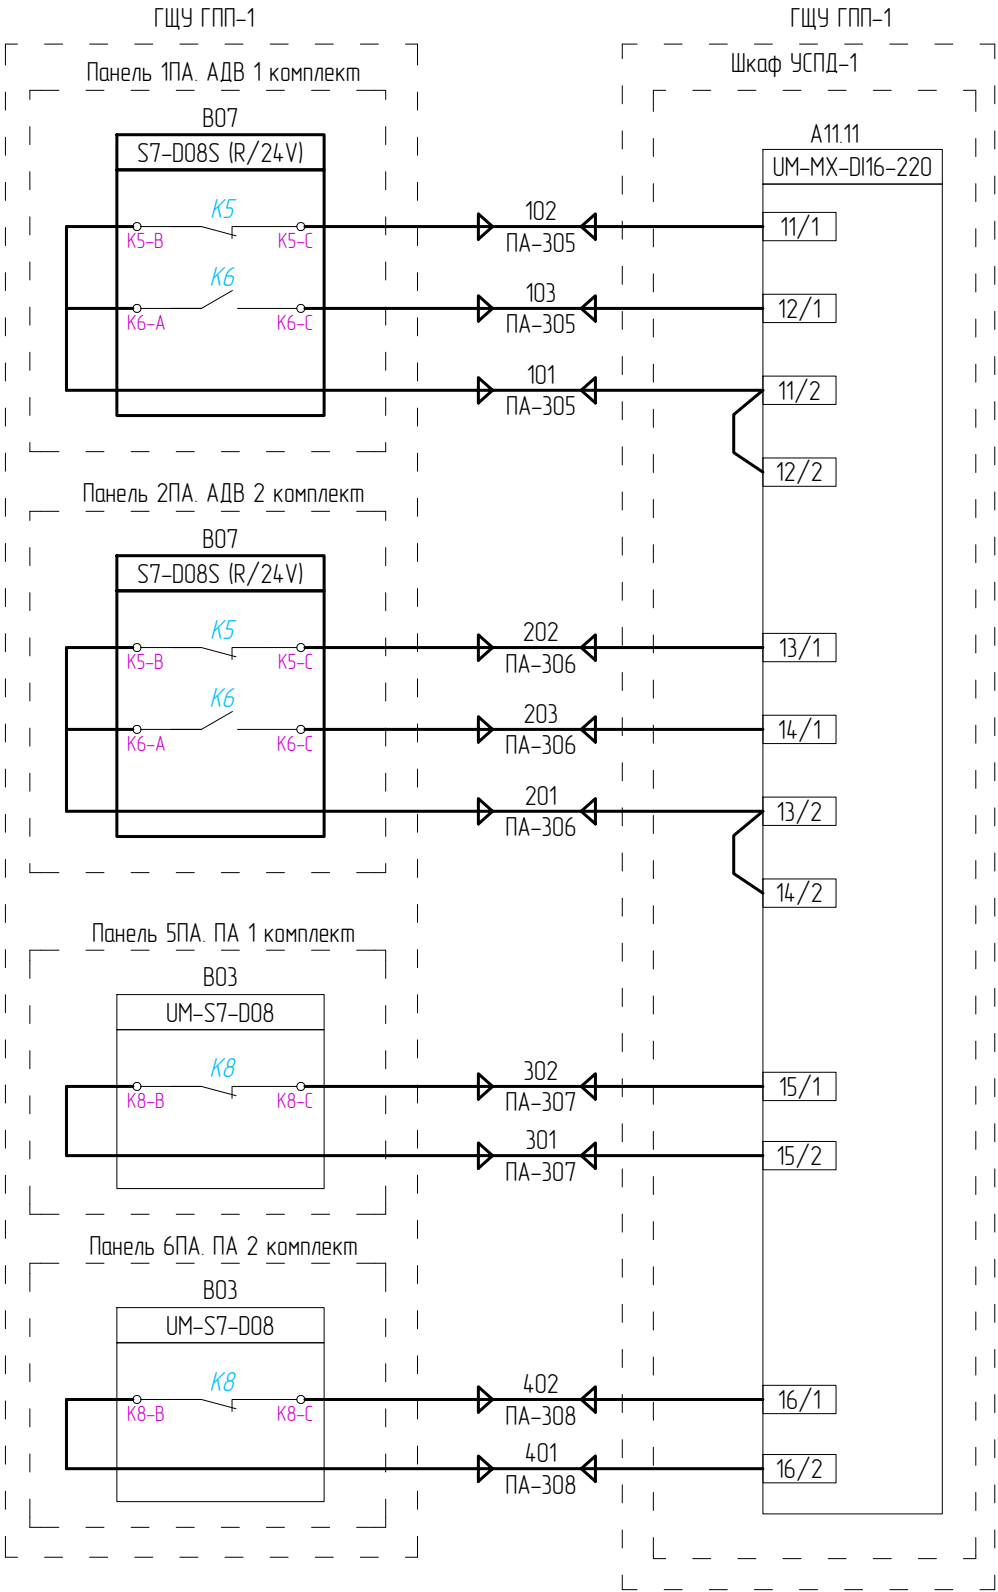 ГЩУ ГПП-1
ГЩУ ГПП-1
Панель 1ПА. АДВ 1 комплект
Шкаф УСПД-1
B07
S7-D08S (R/24V)
A11.11
UM-MX-DI16-220
K5
K5-B
K5-C
102
ПА-305
11/1
K6
K6-A
K6-C
103
ПА-305
12/1
101
ПА-305
11/2
12/2
Панель 2ПА. АДВ 2 комплект
B07
S7-D08S (R/24V)
K5
K5-B
K5-C
202
ПА-306
13/1
K6
K6-A
K6-C
203
ПА-306
14/1
201
ПА-306
13/2
14/2
Панель 5ПА. ПА 1 комплект
B03
UM-S7-D08
K8
K8-B
K8-C
302
ПА-307
15/1
301
ПА-307
15/2
Панель 6ПА. ПА 2 комплект
B03
UM-S7-D08
K8
K8-B
K8-C
402
ПА-308
16/1
401
ПА-308
16/2